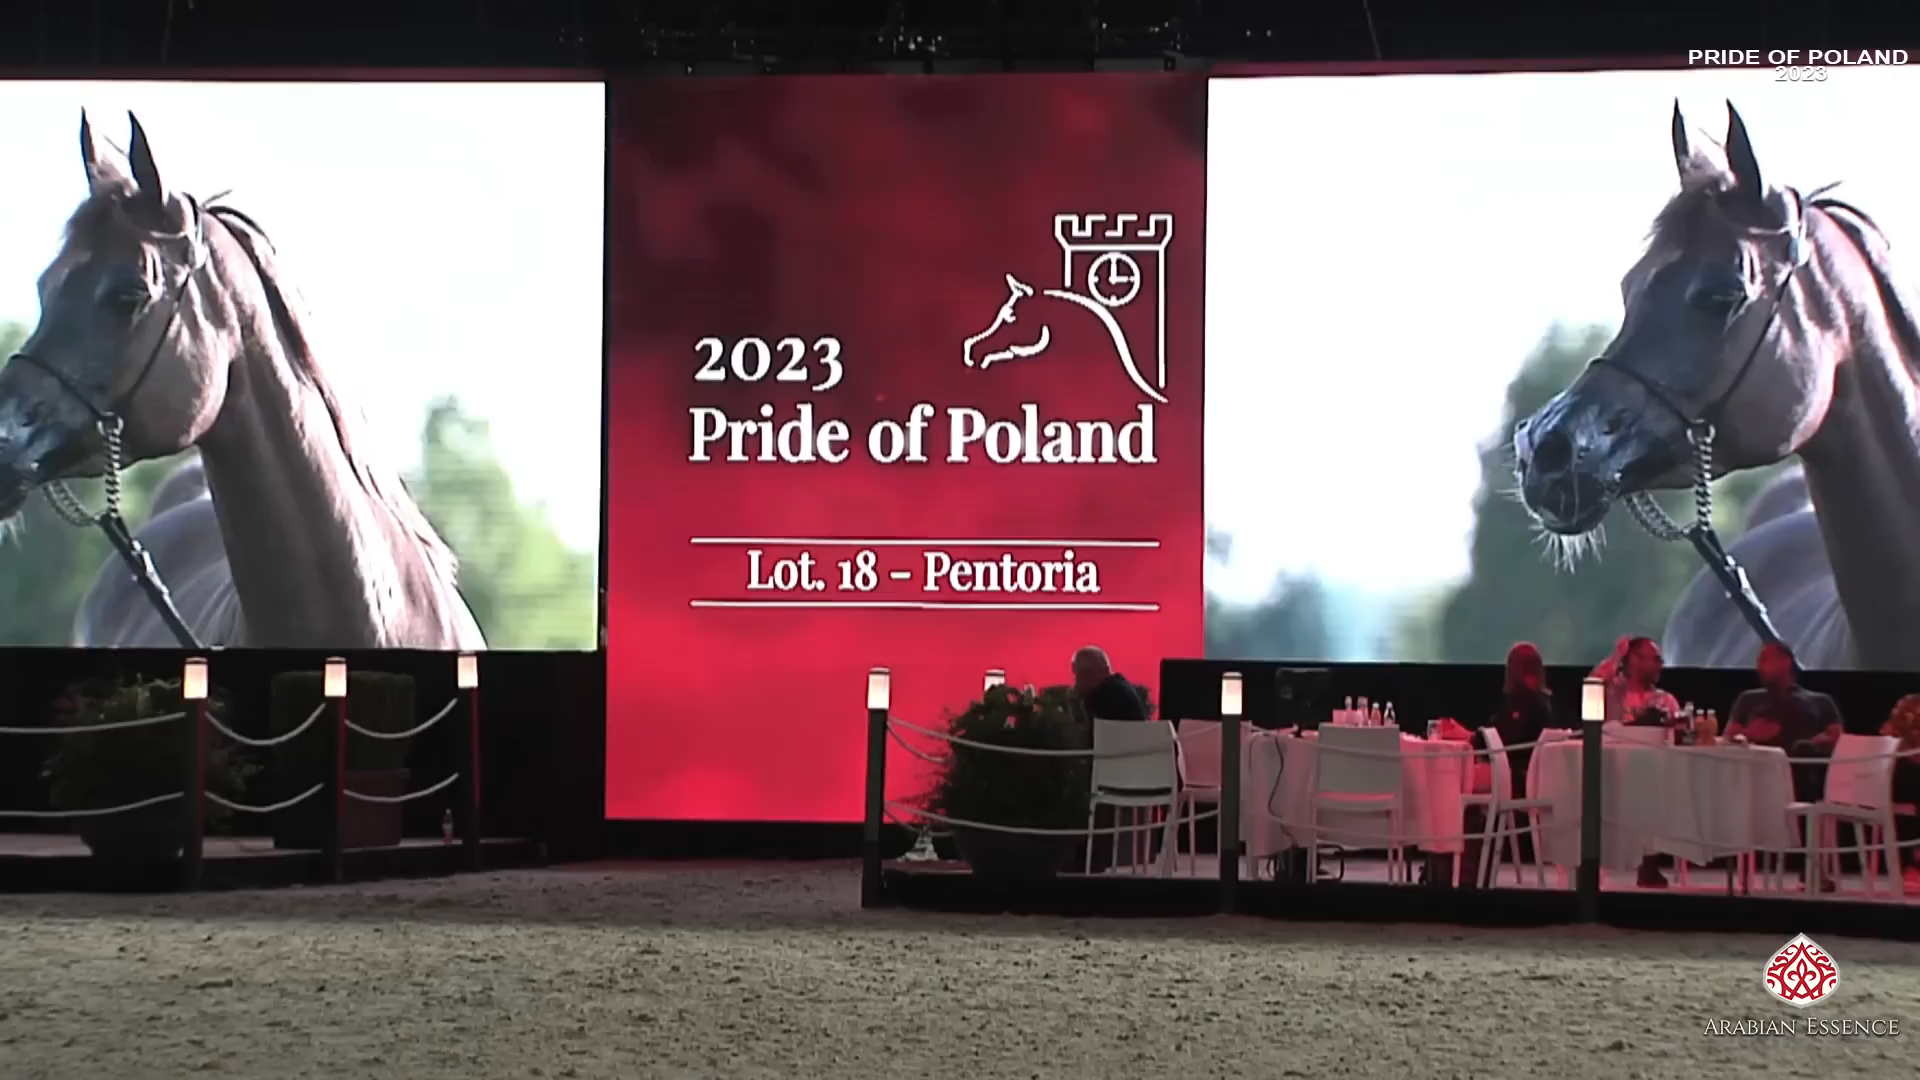 PRIDE OF POLAND
2023
2023
Pride of Poland
Lot. 18 – Pentoria
ARABIAN ESSENCE